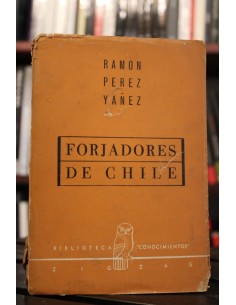 RAMON
PEREZ
YAÑEZ
FORJADORES
DE CHILE
BIBLIOTECA "CONOCIMIENTOS"
ZIG ZAG